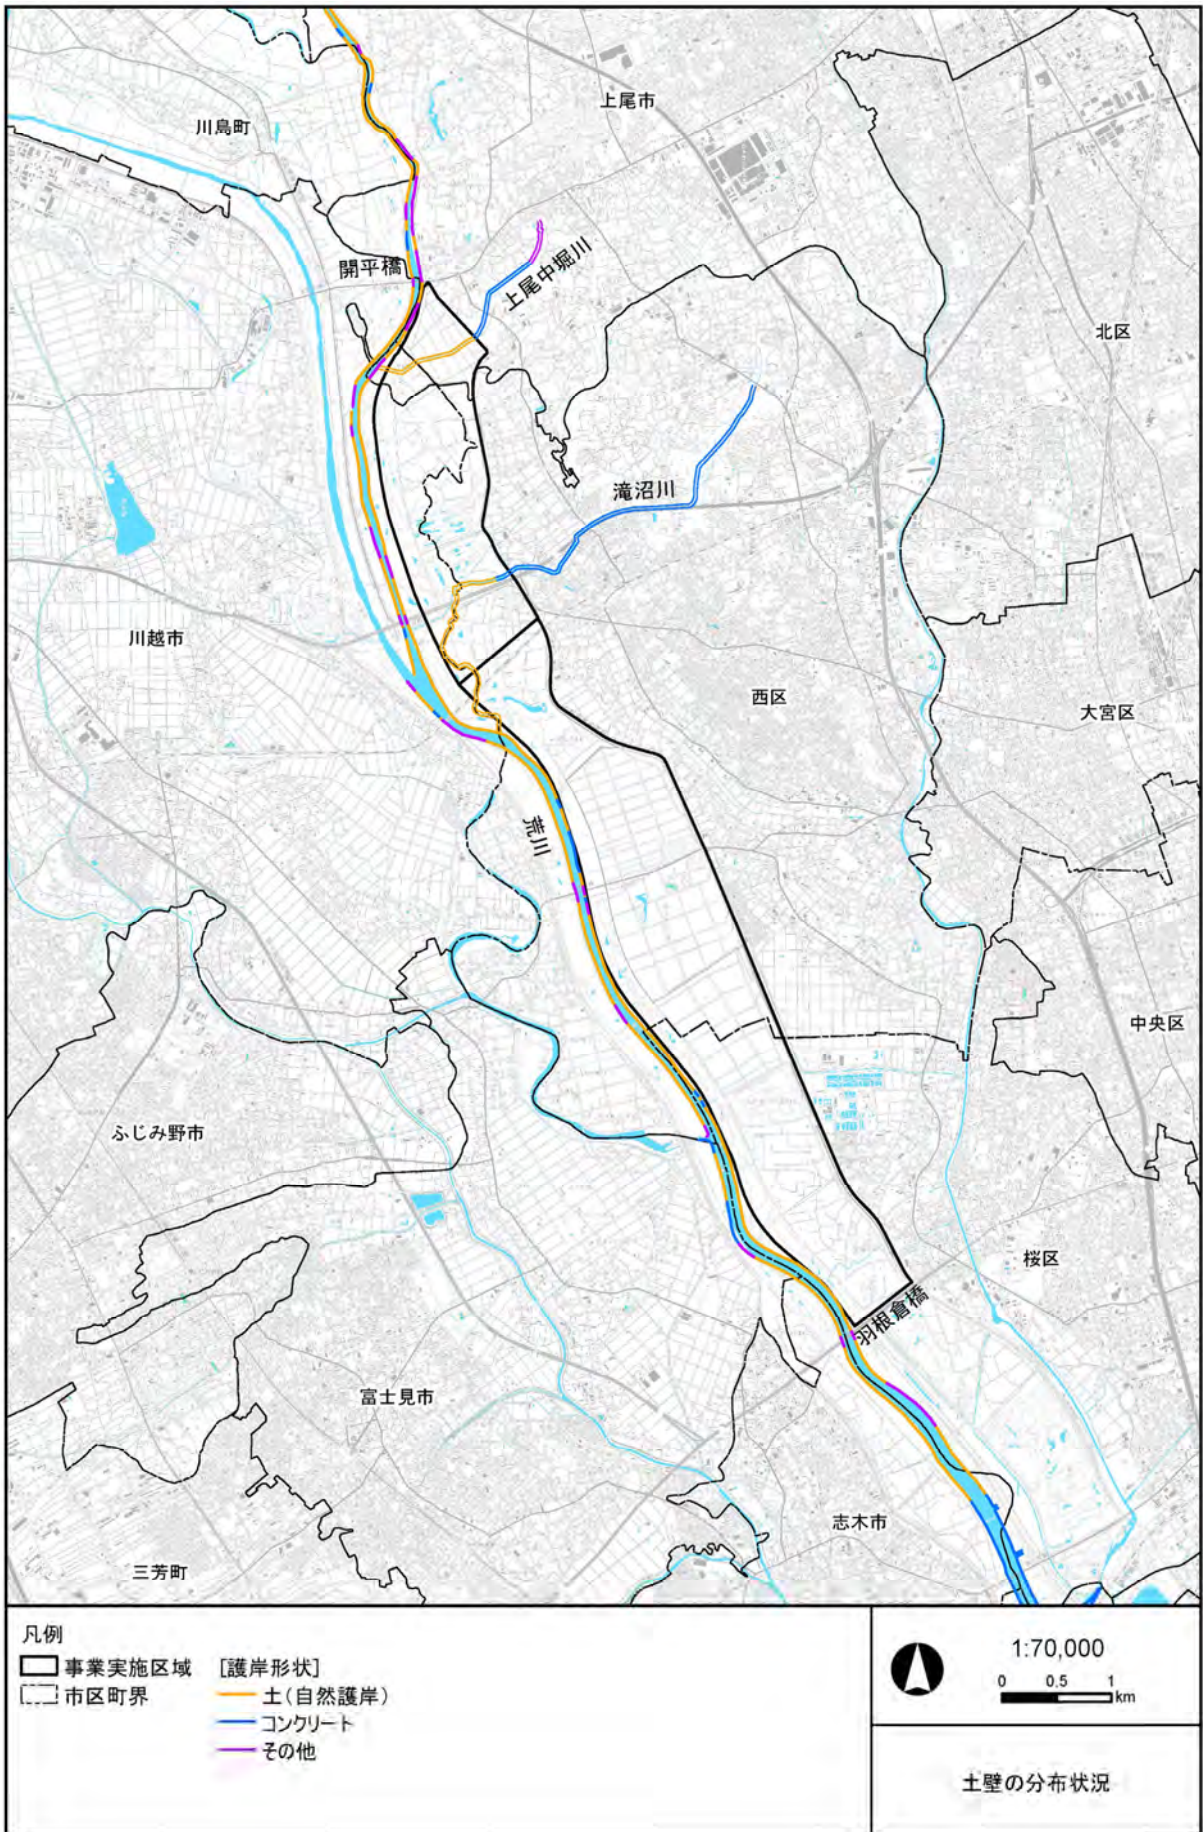 上尾市
川島町
開平橋
上尾中堀川
北区
滝沼川
川越市
西区
大宮区
荒川
中央区
ふじみ野市
桜区
羽根倉橋
富士見市
志木市
三芳町
凡例
事業実施区域 [護岸形状]
市区町界 土(自然護岸)
コンクリート
その他
1:70,000
0 0.5 1
km
土壁の分布状況